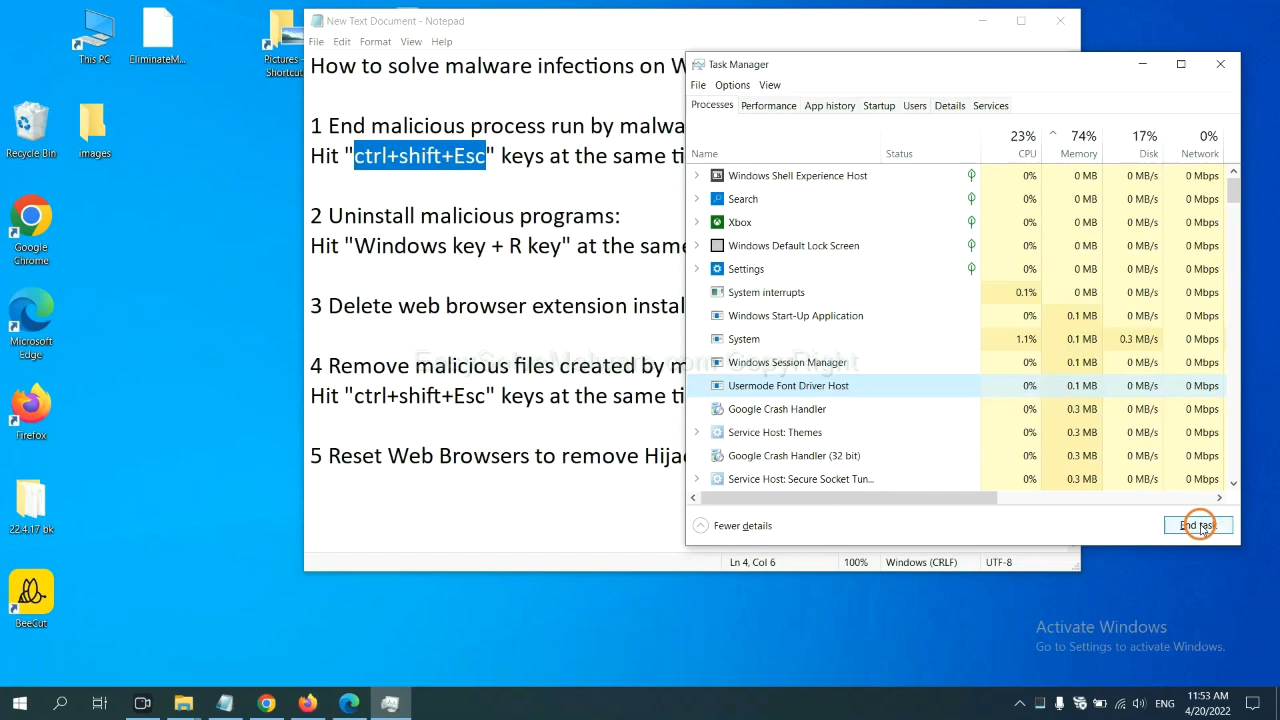 This PC
EliminateM...
Pictures -
Shortcut
Recycle Bin
images
Google
Chrome
Microsoft
Edge
Firefox
22.4.17 bk
BeeCut
New Text Document - Notepad
File Edit Format View Help
How to solve malware infections on W
1 End malicious process run by malwa
Hit "ctrl+shift+Esc" keys at the same ti
2 Uninstall malicious programs:
Hit "Windows key + R key" at the same
3 Delete web browser extension instal
4 Remove malicious files created by m
Hit "ctrl+shift+Esc" keys at the same ti
5 Reset Web Browsers to remove Hijac
Ln 4, Col 6 100% Windows (CRLF) UTF-8
Task Manager
File Options View
Processes Performance App history Startup Users Details Services
23% 74% 17% 0%
Name Status CPU Memory Disk Network
Windows Shell Experience Host 0% 0 MB 0 MB/s 0 Mbps
Search 0% 0 MB 0 MB/s 0 Mbps
Xbox 0% 0 MB 0 MB/s 0 Mbps
Windows Default Lock Screen 0% 0 MB 0 MB/s 0 Mbps
Settings 0% 0 MB 0 MB/s 0 Mbps
System interrupts 0.1% 0 MB 0 MB/s 0 Mbps
Windows Start-Up Application 0% 0.1 MB 0 MB/s 0 Mbps
System 1.1% 0.1 MB 0.3 MB/s 0 Mbps
Windows Session Manager 0% 0.1 MB 0 MB/s 0 Mbps
Usermode Font Driver Host 0% 0.1 MB 0 MB/s 0 Mbps
Google Crash Handler 0% 0.3 MB 0 MB/s 0 Mbps
Service Host: Themes 0% 0.3 MB 0 MB/s 0 Mbps
Google Crash Handler (32 bit) 0% 0.3 MB 0 MB/s 0 Mbps
Service Host: Secure Socket Tun... 0% 0.3 MB 0 MB/s 0 Mbps
Fewer details
End task
CopyRight
Activate Windows
Go to Settings to activate Windows.
ENG
11:53 AM
4/20/2022